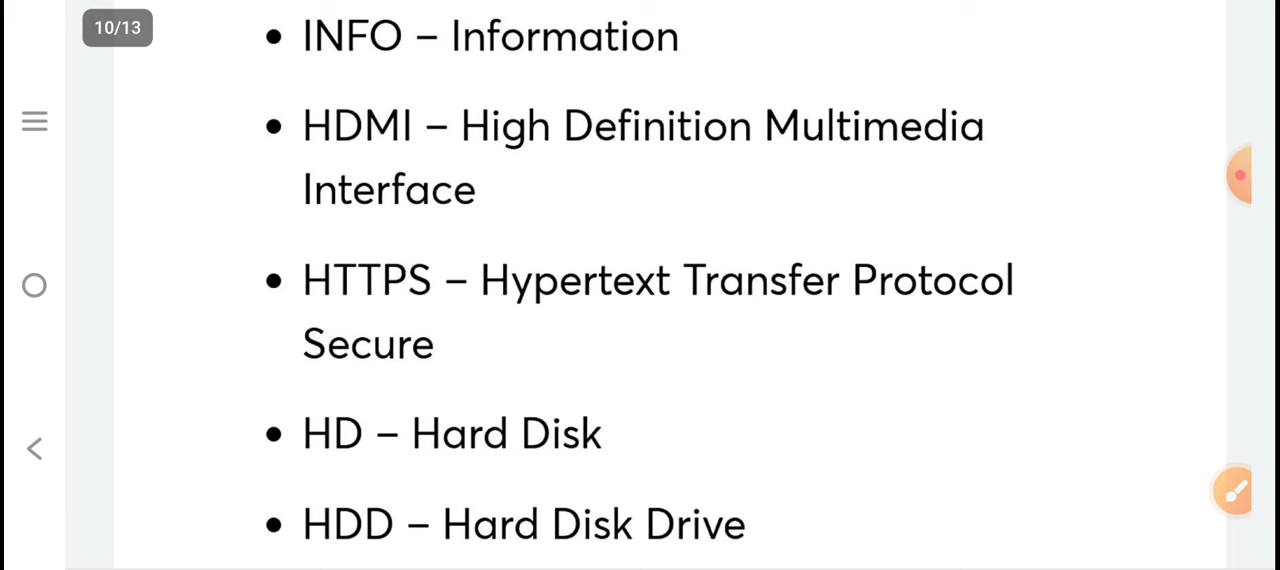 10/13
• INFO – Information
• HDMI – High Definition Multimedia
Interface
• HTTPS – Hypertext Transfer Protocol
Secure
• HD – Hard Disk
• HDD – Hard Disk Drive